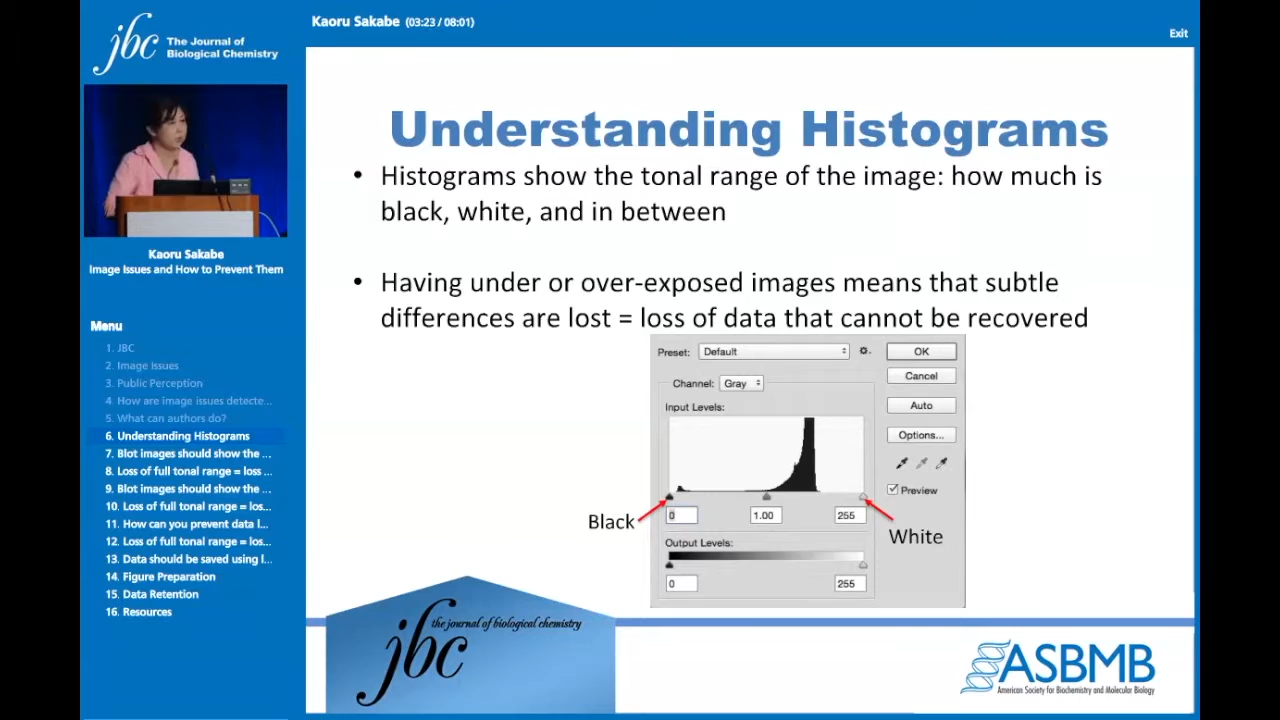 jbc The Journal of
Biological Chemistry
Kaoru Sakabe (03:23 / 08:01)
Exit
Kaoru Sakabe
Image Issues and How to Prevent Them
Menu
1. JBC
2. Image Issues
3. Public Perception
4. How are image issues detecte...
5. What can authors do?
6. Understanding Histograms
7. Blot images should show the ...
8. Loss of full tonal range = loss ...
9. Blot images should show the ...
10. Loss of full tonal range = los...
11. How can you prevent data l...
12. Loss of full tonal range = los...
13. Data should be saved using l...
14. Figure Preparation
15. Data Retention
16. Resources
Understanding Histograms
• Histograms show the tonal range of the image: how much is
black, white, and in between
• Having under or over-exposed images means that subtle
differences are lost = loss of data that cannot be recovered
Preset: Default
OK
Cancel
Channel: Gray
Auto
Input Levels:
Options...
Preview
Black
0
1.00
255
White
Output Levels:
0
255
the journal of biological chemistry
jbc
ASBMB
American Society for Biochemistry and Molecular Biology